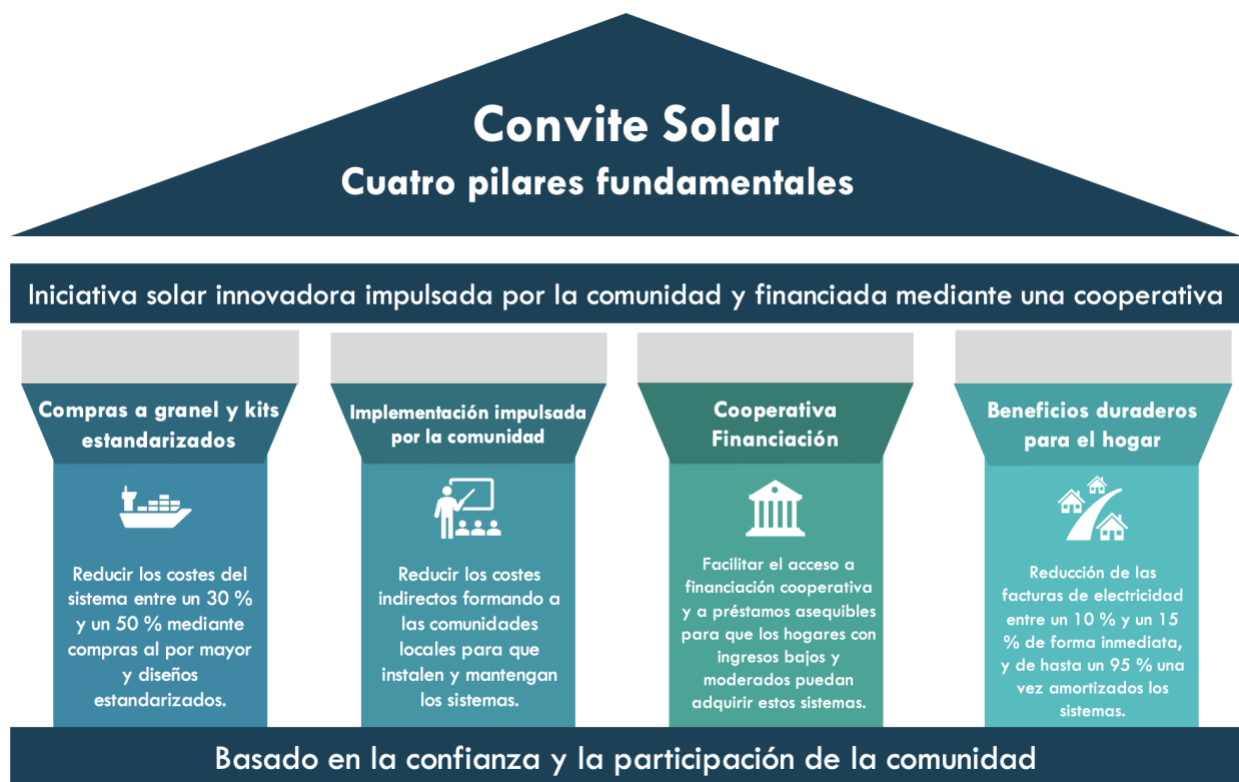 Convite Solar
Cuatro pilares fundamentales
Iniciativa solar innovadora impulsada por la comunidad y financiada mediante una cooperativa
Compras a granel y kits
estandarizados
Reducir los costes del
sistema entre un 30 %
y un 50 % mediante
compras al por mayor
y diseños
estandarizados.
Implementación impulsada
por la comunidad
Reducir los costes
indirectos formando a
las comunidades
locales para que
instalen y mantengan
los sistemas.
Cooperativa
Financiación
Facilitar el acceso a
financiación cooperativa
y a préstamos asequibles
para que los hogares con
ingresos bajos y
moderados puedan
adquirir estos sistemas.
Beneficios duraderos
para el hogar
Reducción de las
facturas de electricidad
entre un 10 % y un 15
% de forma inmediata,
y de hasta un 95 % una
vez amortizados los
sistemas.
Basado en la confianza y la participación de la comunidad